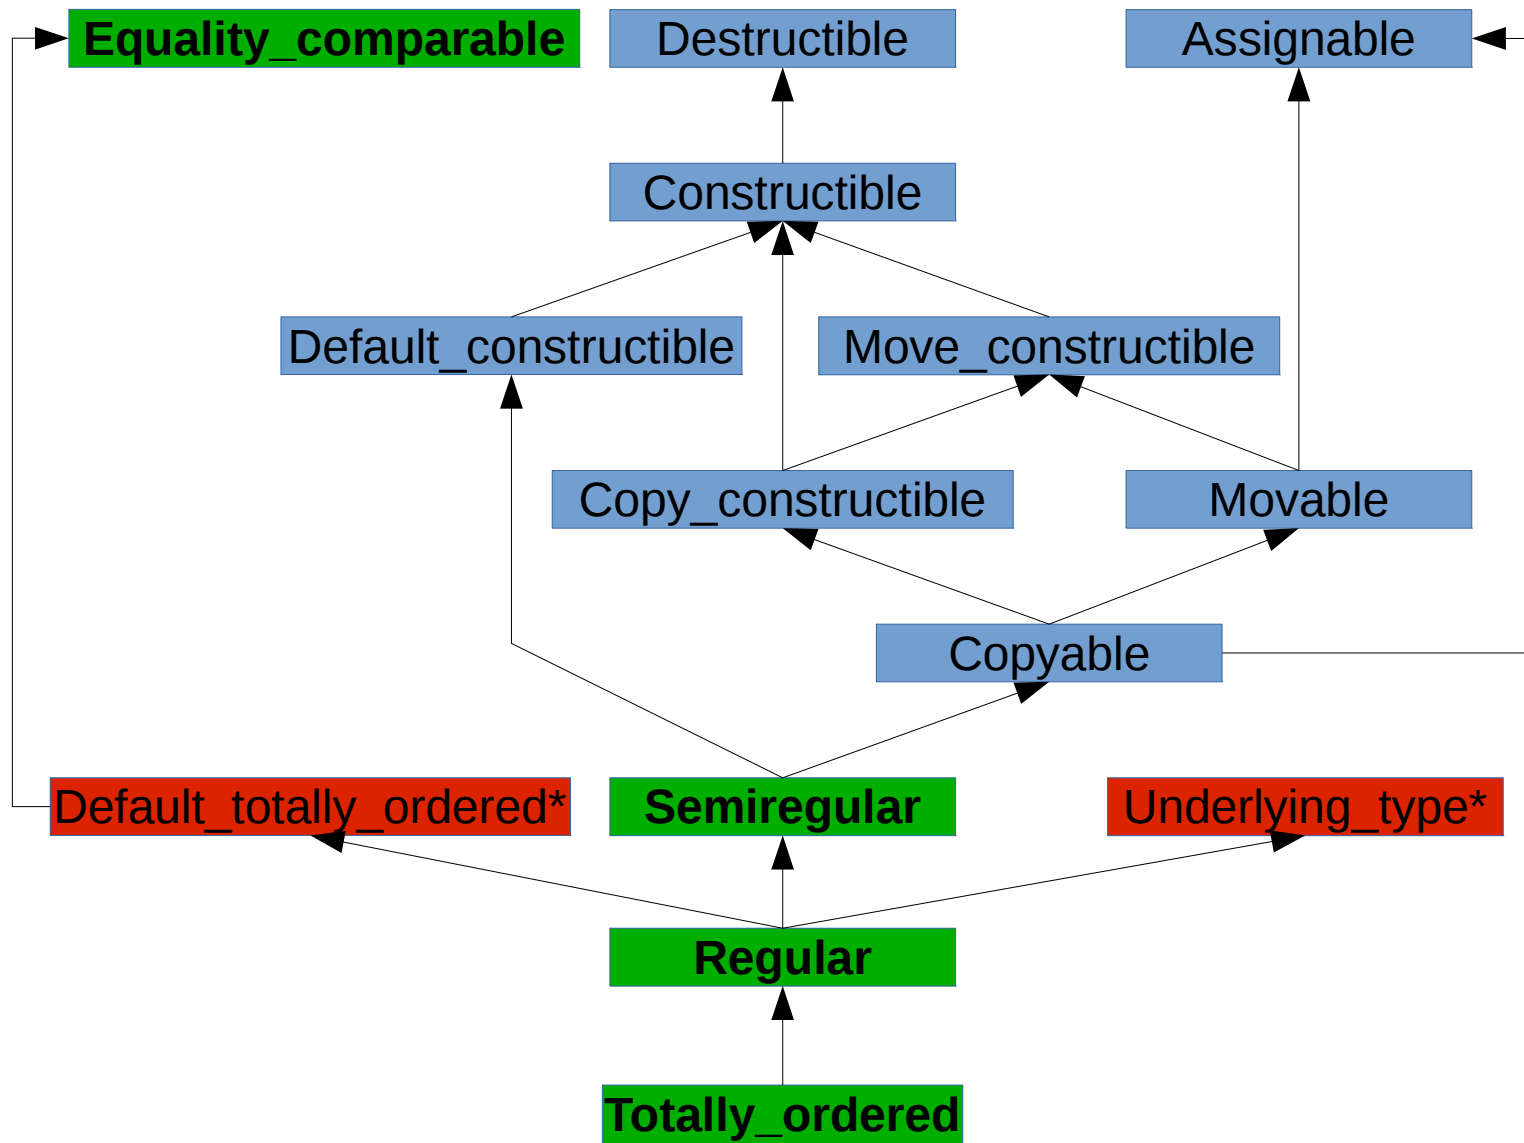 Equality_comparable
Destructible
Assignable
Constructible
Default_constructible
Move_constructible
Copy_constructible
Movable
Copyable
Default_totally_ordered*
Semiregular
Underlying_type*
Regular
Totally_ordered